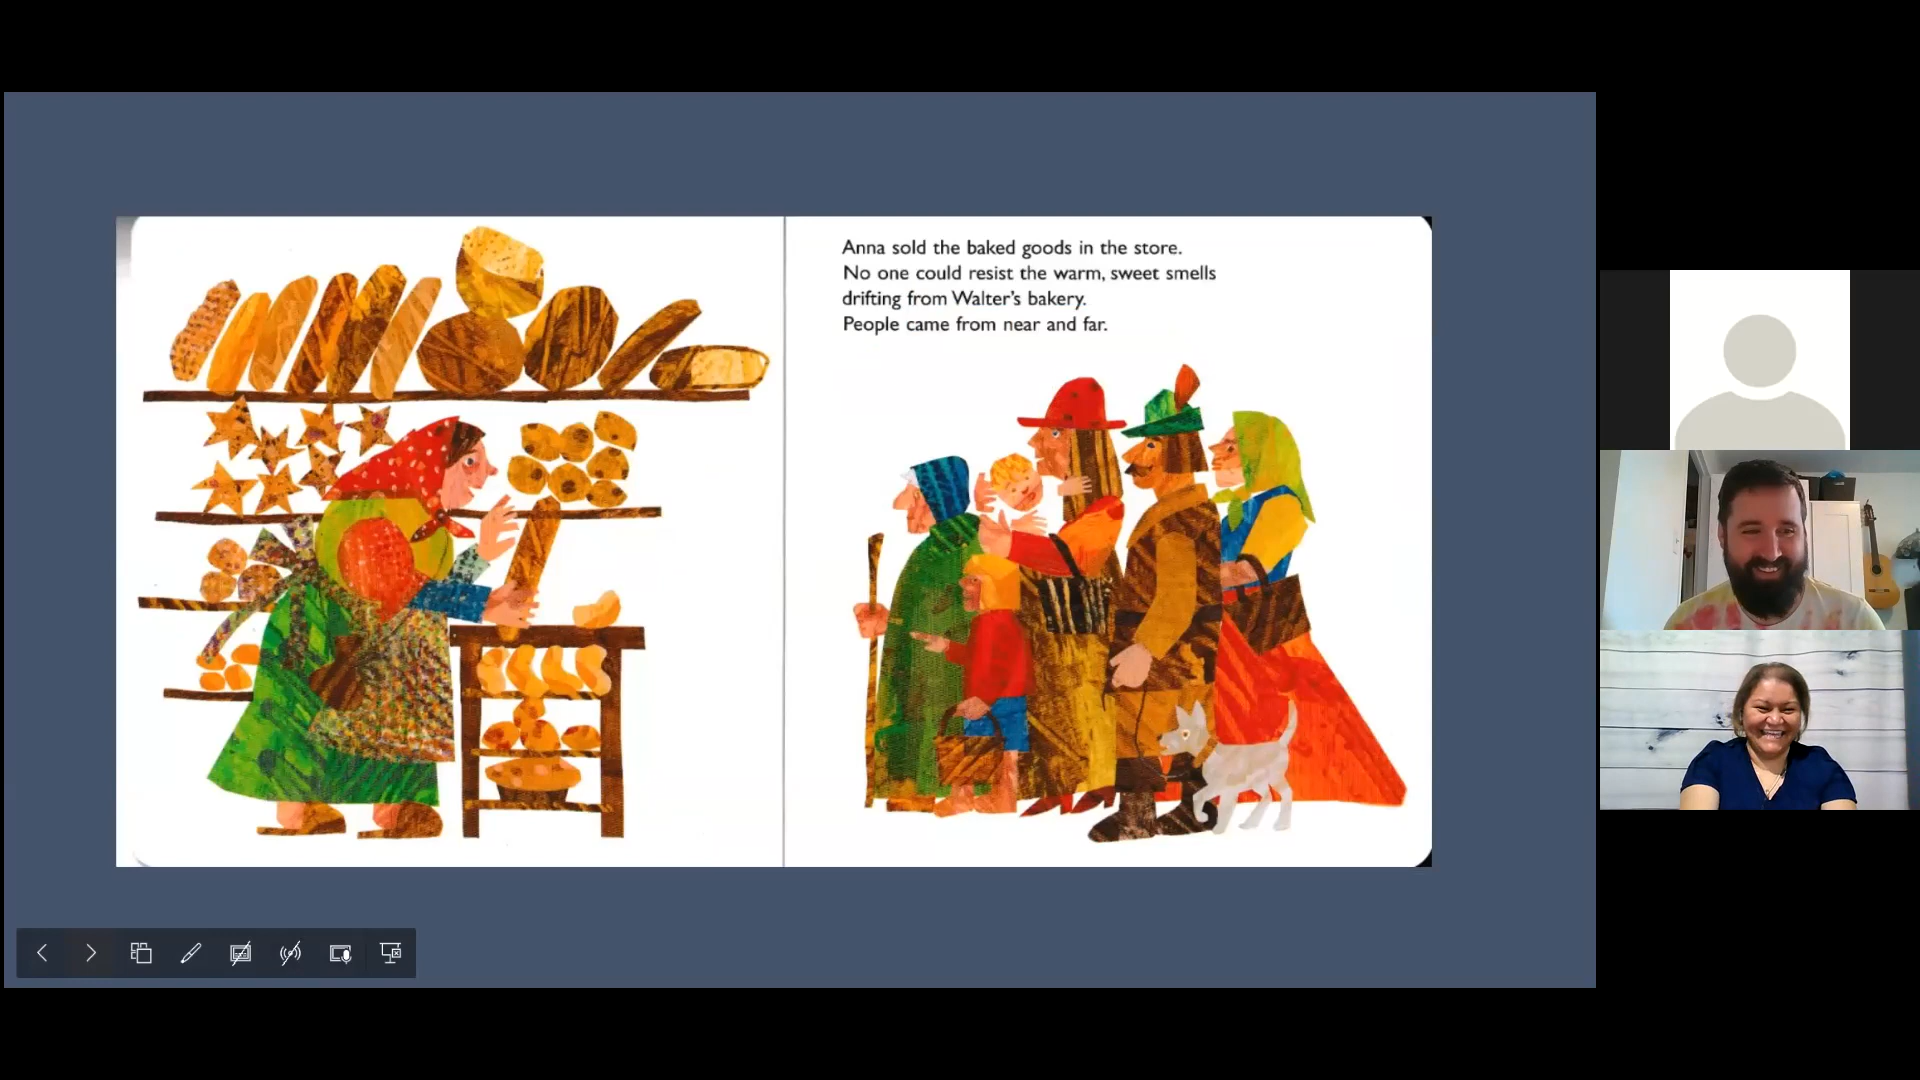 Anna sold the baked goods in the store.
No one could resist the warm, sweet smells
drifting from Walter's bakery.
People came from near and far.